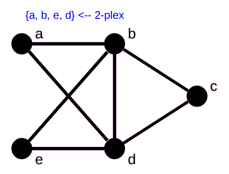 {a, b, e, d} <-- 2-plex
a
b
c
e
d